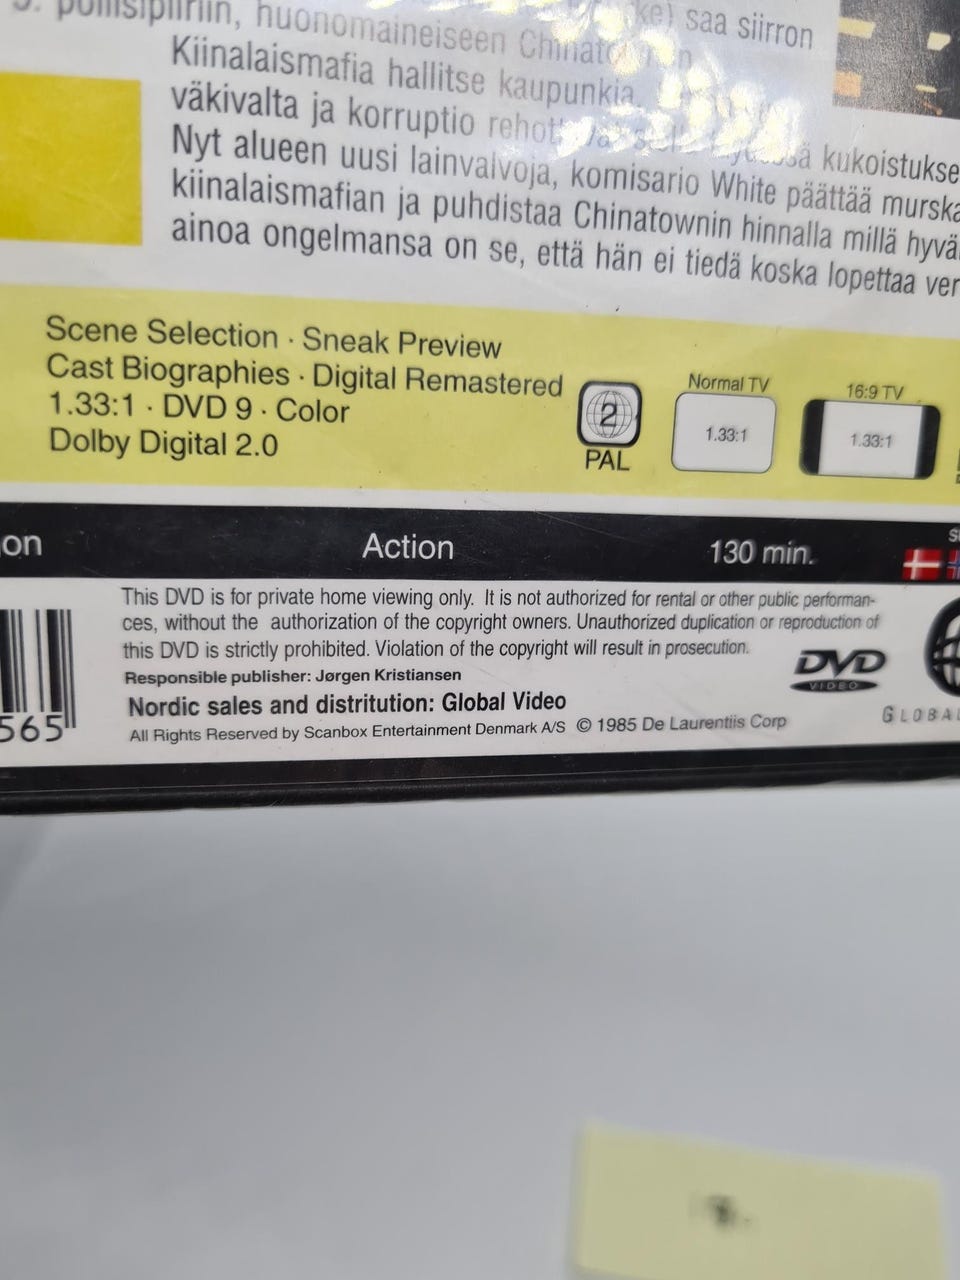 poliisipiiriin, huonomaineiseen saa siirron
Kiinalaismafia hallitse kaupunkia.
väkivalta ja korruptio kukoistukse
Nyt alueen uusi lainvalvoja, komisario White päättää murska
kiinalaismafian ja puhdistaa Chinatownin hinnalla millä hyvä
ainoa ongelmansa on se, että hän ei tiedä koska lopettaa ver
Scene Selection · Sneak Preview
Cast Biographies · Digital Remastered
1.33:1 · DVD 9 · Color
Dolby Digital 2.0
2
PAL
Normal TV
1.33:1
16:9 TV
1.33:1
on Action 130 min.
This DVD is for private home viewing only. It is not authorized for rental or other public performan-
ces, without the authorization of the copyright owners. Unauthorized duplication or reproduction of
this DVD is strictly prohibited. Violation of the copyright will result in prosecution.
Responsible publisher: Jørgen Kristiansen
Nordic sales and distritution: Global Video
All Rights Reserved by Scanbox Entertainment Denmark A/S © 1985 De Laurentiis Corp
565
DVD
VIDEO
GLOBAL